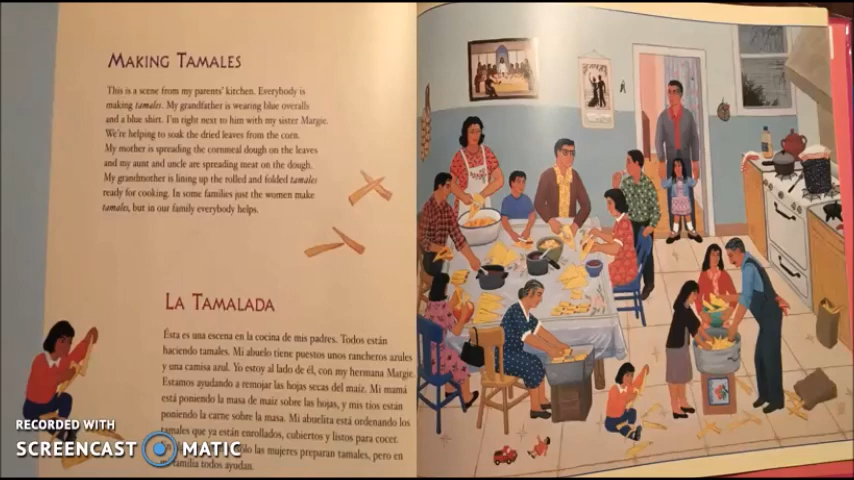 MAKING TAMALES
This is a scene from my parents' kitchen. Everybody is
making tamales. My grandfather is wearing blue overalls
and a blue shirt. I'm right next to him with my sister Margie.
We're helping to soak the dried leaves from the corn.
My mother is spreading the cornmeal dough on the leaves
and my aunt and uncle are spreading meat on the dough.
My grandmother is lining up the rolled and folded tamales
ready for cooking. In some families just the women make
tamales, but in our family everybody helps.
LA TAMALADA
Ésta es una escena en la cocina de mis padres. Todos están
haciendo tamales. Mi abuelo tiene puestos unos rancheros azules
y una camisa azul. Yo estoy al lado de él, con mi hermana Margie.
Estamos ayudando a remojar las hojas secas del maíz. Mi mamá
está poniendo la masa de maíz sobre las hojas, y mis tíos están
poniendo la carne sobre la masa. Mi abuelita está ordenando los
tamales que ya están enrollados, cubiertos y listos para cocer.
sólo las mujeres preparan tamales, pero en
familia todos ayudan.
RECORDED WITH
SCREENCAST MATIC